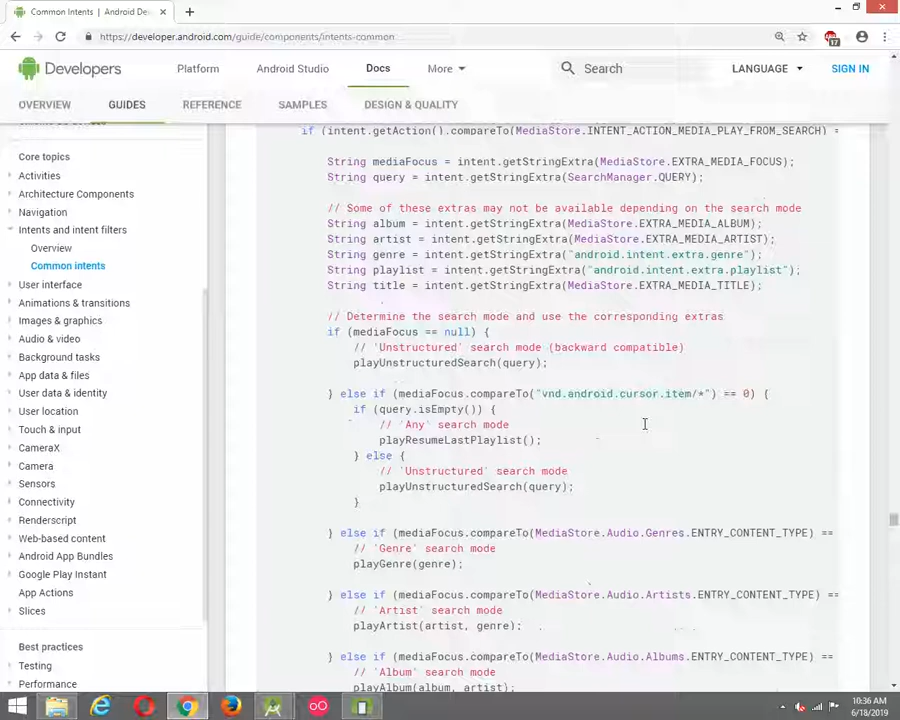 Common Intents | Android De
https://developer.android.com/guide/components/intents-common
17
Developers
Platform
Android Studio
Docs
More
Search
LANGUAGE
SIGN IN
OVERVIEW
GUIDES
REFERENCE
SAMPLES
DESIGN & QUALITY
Core topics
Activities
Architecture Components
Navigation
Intents and intent filters
Overview
Common intents
User interface
Animations & transitions
Images & graphics
Audio & video
Background tasks
App data & files
User data & identity
User location
Touch & input
CameraX
Camera
Sensors
Connectivity
Renderscript
Web-based content
Android App Bundles
Google Play Instant
App Actions
Slices
Best practices
Testing
Performance
if (intent.getAction().compareTo(MediaStore.INTENT_ACTION_MEDIA_PLAY_FROM_SEARCH) =
String mediaFocus = intent.getStringExtra(MediaStore.EXTRA_MEDIA_FOCUS);
String query = intent.getStringExtra(SearchManager.QUERY);
// Some of these extras may not be available depending on the search mode
String album = intent.getStringExtra(MediaStore.EXTRA_MEDIA_ALBUM);
String artist = intent.getStringExtra(MediaStore.EXTRA_MEDIA_ARTIST);
String genre = intent.getStringExtra("android.intent.extra.genre");
String playlist = intent.getStringExtra("android.intent.extra.playlist");
String title = intent.getStringExtra(MediaStore.EXTRA_MEDIA_TITLE);
// Determine the search mode and use the corresponding extras
if (mediaFocus == null) {
// 'Unstructured' search mode (backward compatible)
playUnstructuredSearch(query);
} else if (mediaFocus.compareTo("vnd.android.cursor.item/*") == 0) {
if (query.isEmpty()) {
// 'Any' search mode
playResumeLastPlaylist();
} else {
// 'Unstructured' search mode
playUnstructuredSearch(query);
}
} else if (mediaFocus.compareTo(MediaStore.Audio.Genres.ENTRY_CONTENT_TYPE) ==
// 'Genre' search mode
playGenre(genre);
} else if (mediaFocus.compareTo(MediaStore.Audio.Artists.ENTRY_CONTENT_TYPE) ==
// 'Artist' search mode
playArtist(artist, genre);
} else if (mediaFocus.compareTo(MediaStore.Audio.Albums.ENTRY_CONTENT_TYPE) ==
// 'Album' search mode
playAlbum(album, artist);
10:36 AM
6/18/2019